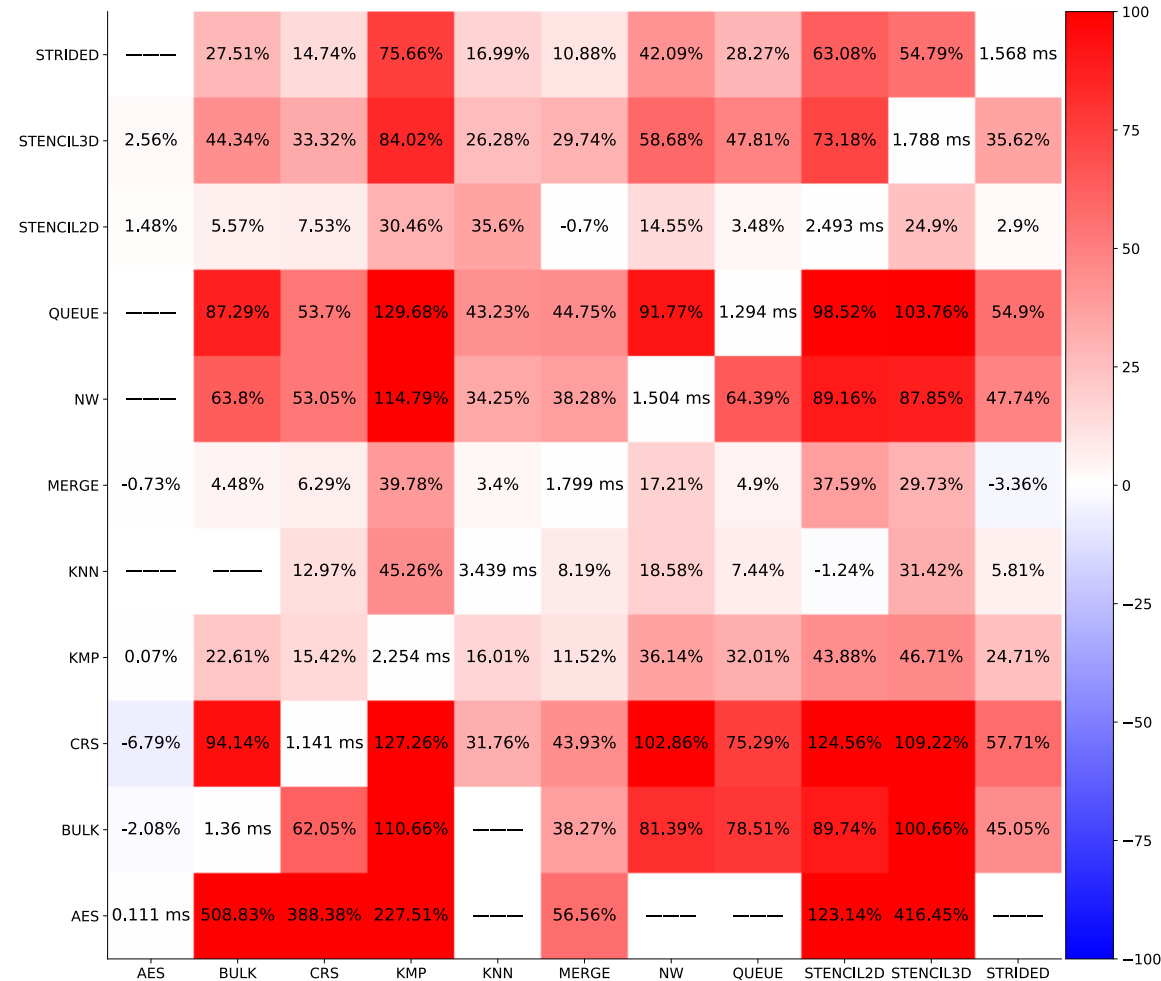 100
STRIDED ——— 27.51% 14.74% 75.66% 16.99% 10.88% 42.09% 28.27% 63.08% 54.79% 1.568 ms
STENCIL3D 2.56% 44.34% 33.32% 84.02% 26.28% 29.74% 58.68% 47.81% 73.18% 1.788 ms 35.62%
75
STENCIL2D 1.48% 5.57% 7.53% 30.46% 35.6% -0.7% 14.55% 3.48% 2.493 ms 24.9% 2.9%
50
QUEUE ——— 87.29% 53.7% 129.68% 43.23% 44.75% 91.77% 1.294 ms 98.52% 103.76% 54.9%
25
NW ——— 63.8% 53.05% 114.79% 34.25% 38.28% 1.504 ms 64.39% 89.16% 87.85% 47.74%
MERGE -0.73% 4.48% 6.29% 39.78% 3.4% 1.799 ms 17.21% 4.9% 37.59% 29.73% -3.36%
0
KNN ——— ——— 12.97% 45.26% 3.439 ms 8.19% 18.58% 7.44% -1.24% 31.42% 5.81%
−25
KMP 0.07% 22.61% 15.42% 2.254 ms 16.01% 11.52% 36.14% 32.01% 43.88% 46.71% 24.71%
−50
CRS -6.79% 94.14% 1.141 ms 127.26% 31.76% 43.93% 102.86% 75.29% 124.56% 109.22% 57.71%
BULK -2.08% 1.36 ms 62.05% 110.66% ——— 38.27% 81.39% 78.51% 89.74% 100.66% 45.05%
−75
AES 0.111 ms 508.83% 388.38% 227.51% ——— 56.56% ——— ——— 123.14% 416.45% ———
−100
AES BULK CRS KMP KNN MERGE NW QUEUE STENCIL2D STENCIL3D STRIDED